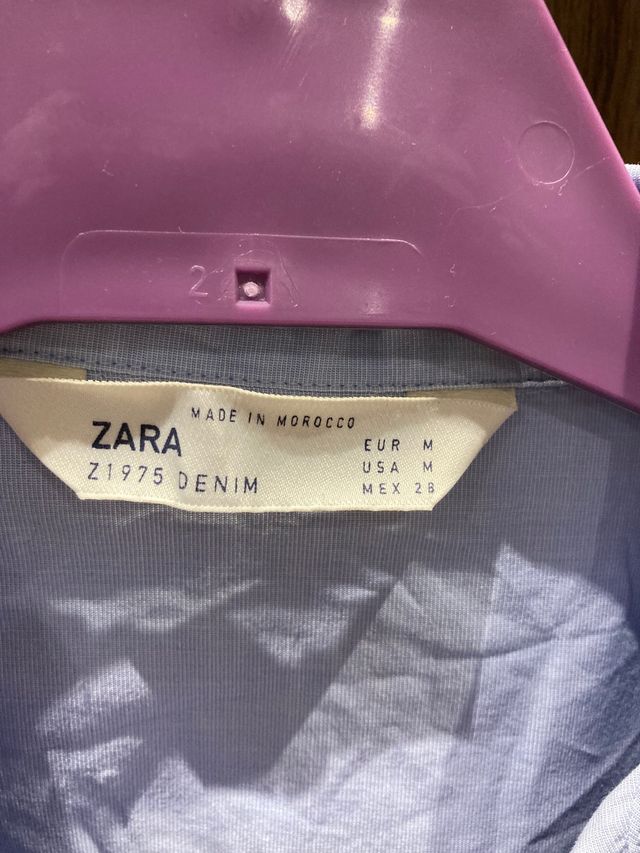 2
MADE IN MOROCCO
ZARA
Z1975 DENIM
EUR M
USA M
MEX 28